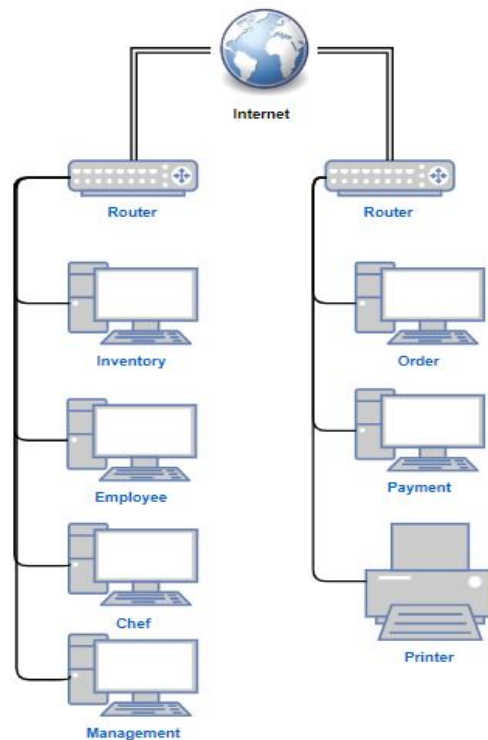 Internet
Router
Router
Inventory
Order
Employee
Payment
Chef
Printer
Management